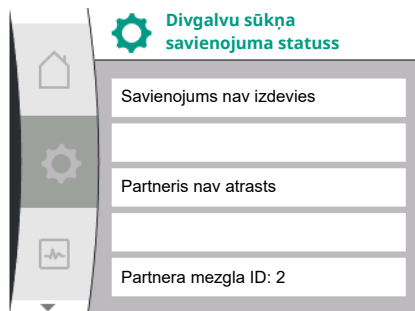 Divgalvu sūkņa
savienojuma statuss
Savienojums nav izdevies
Partneris nav atrasts
Partnera mezgla ID: 2